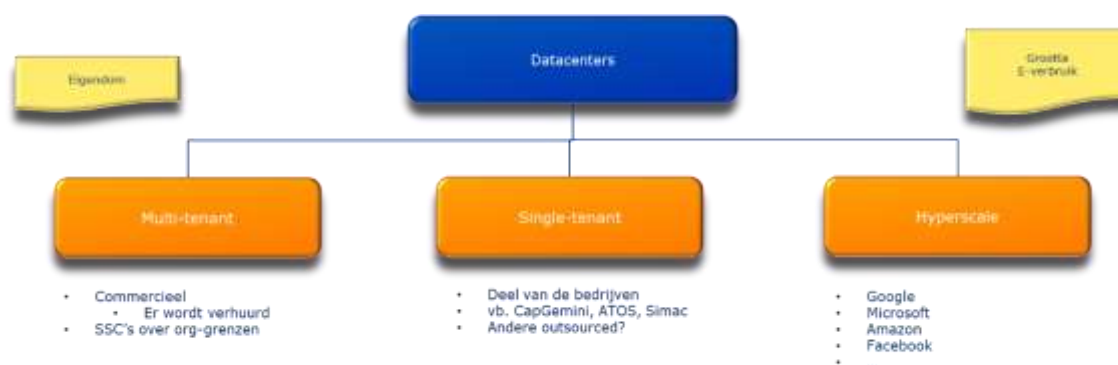 Datacenters
Eigendom
Grootte
E-verbruik
Multi-tenant
Single-tenant
Hyperscale
• Commercieel
• Er wordt verhuurd
• SSC's over org-grenzen
• Deel van de bedrijven
• vb. CapGemini, ATOS, Simac
• Andere outsourced?
• Google
• Microsoft
• Amazon
• Facebook
•